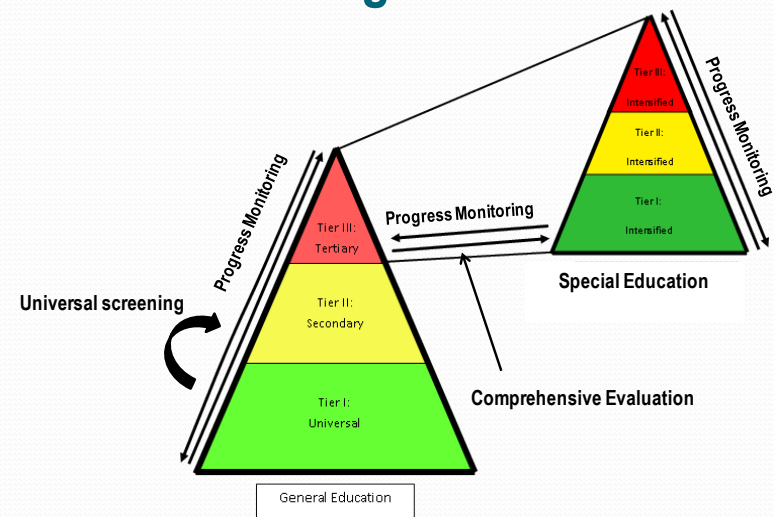 Tier III:
Intensified
Tier II:
Intensified
Tier I:
Intensified
Progress Monitoring
Special Education
Progress Monitoring
Tier III:
Tertiary
Tier II:
Secondary
Tier I:
Universal
Progress Monitoring
Universal screening
Comprehensive Evaluation
General Education